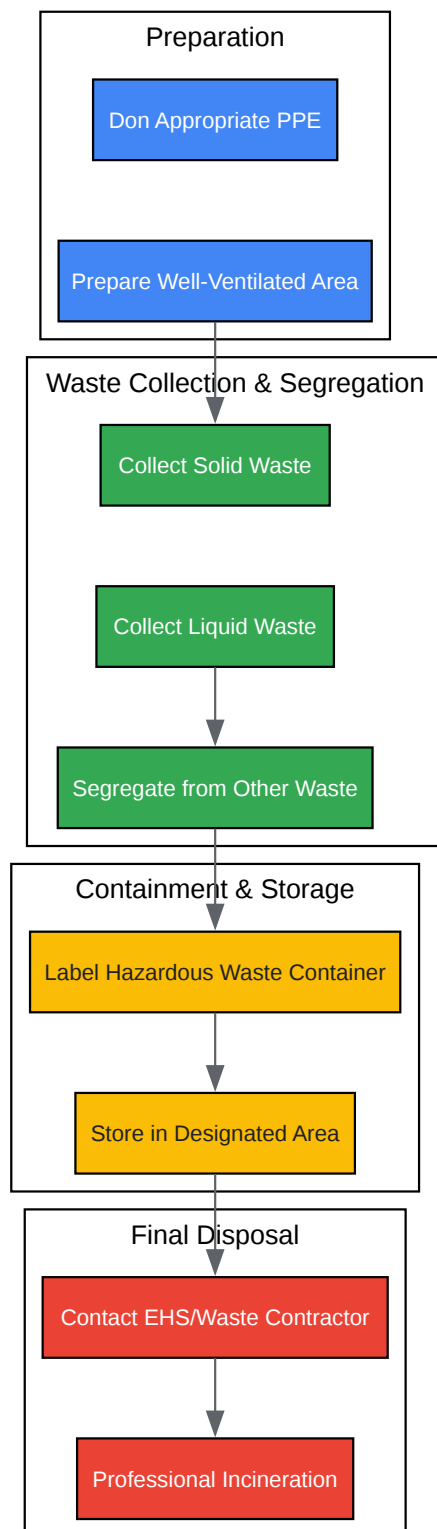 Preparation
Don Appropriate PPE
Prepare Well-Ventilated Area
Waste Collection & Segregation
Collect Solid Waste
Collect Liquid Waste
Segregate from Other Waste
Containment & Storage
Label Hazardous Waste Container
Store in Designated Area
Final Disposal
Contact EHS/Waste Contractor
Professional Incineration